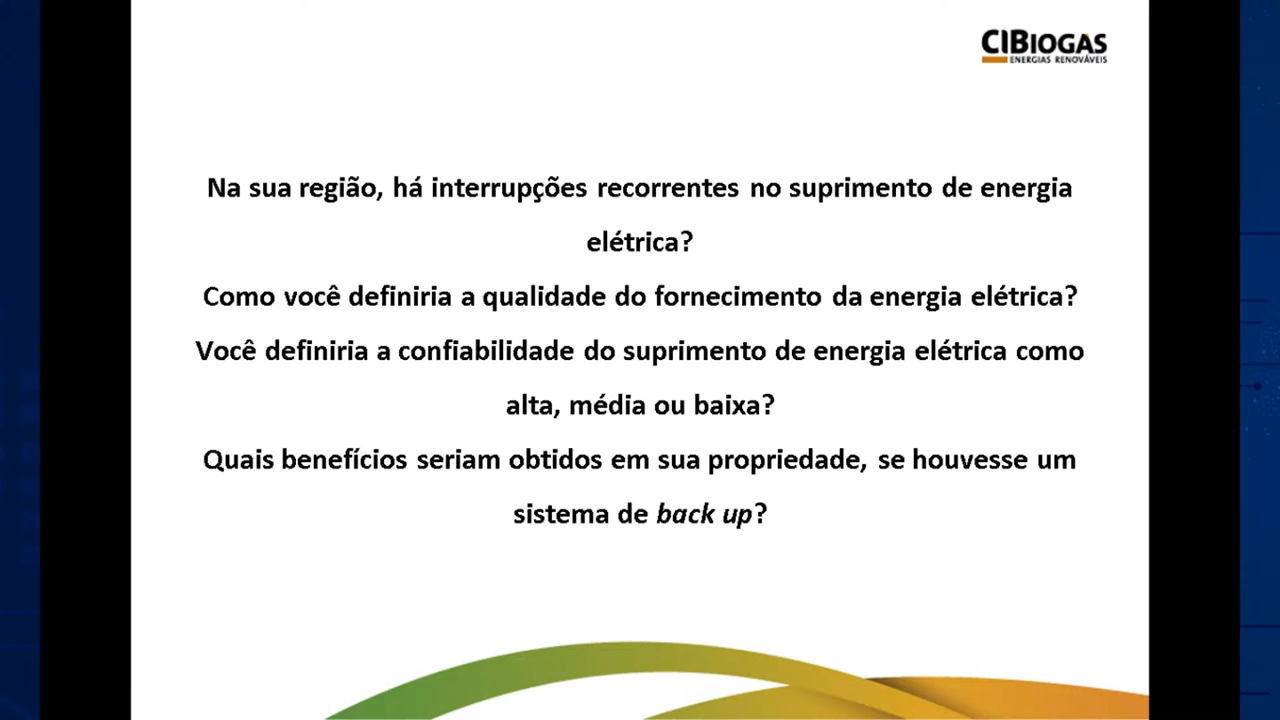 CIBIOGAS
ENERGIAS RENOVÁVEIS
Na sua região, há interrupções recorrentes no suprimento de energia
elétrica?
Como você definiria a qualidade do fornecimento da energia elétrica?
Você definiria a confiabilidade do suprimento de energia elétrica como
alta, média ou baixa?
Quais benefícios seriam obtidos em sua propriedade, se houvesse um
sistema de back up?